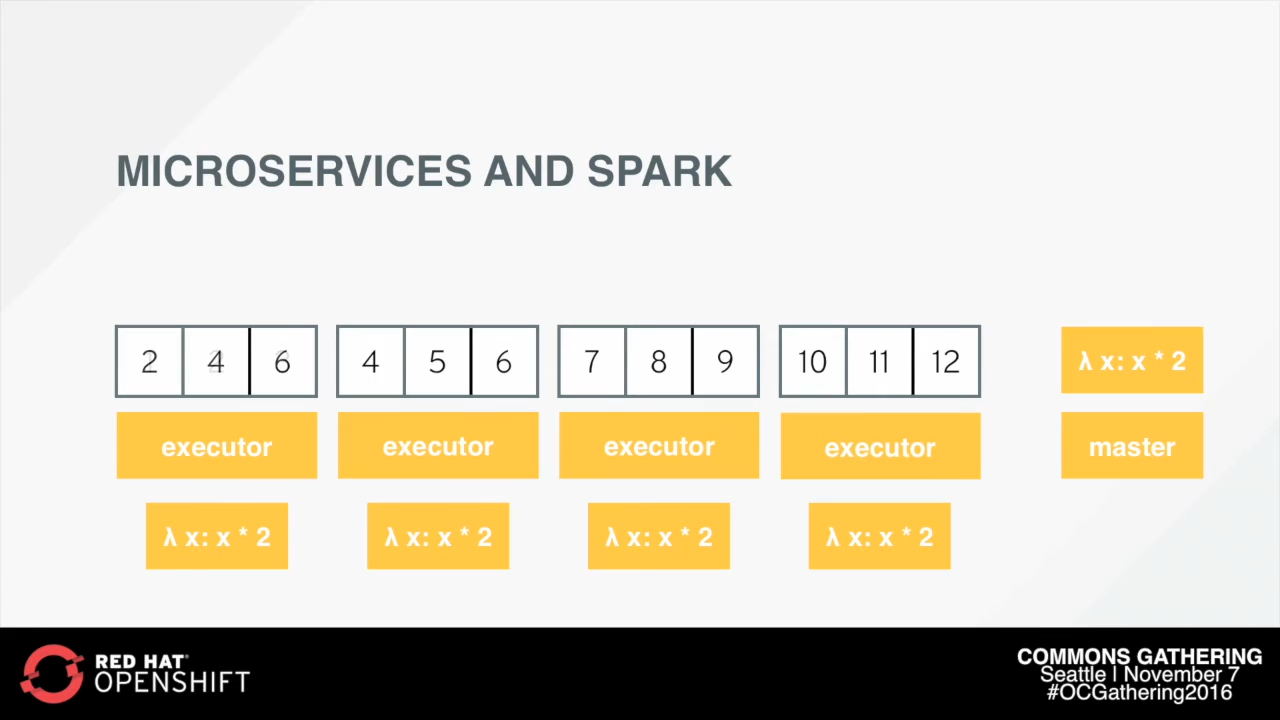 MICROSERVICES AND SPARK
2 4 6 4 5 6 7 8 9 10 11 12 λ x: x * 2
executor executor executor executor master
λ x: x * 2 λ x: x * 2 λ x: x * 2 λ x: x * 2
RED HAT®
OPENSHIFT
COMMONS GATHERING
Seattle | November 7
#OCGathering2016